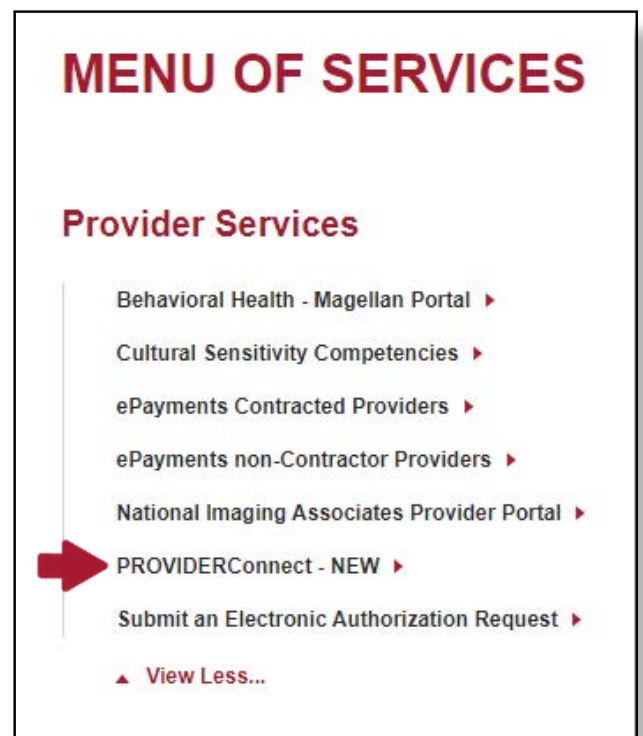 MENU OF SERVICES
Provider Services
Behavioral Health - Magellan Portal
Cultural Sensitivity Competencies
ePayments Contracted Providers
ePayments non-Contractor Providers
National Imaging Associates Provider Portal
PROVIDERConnect - NEW
Submit an Electronic Authorization Request
View Less...